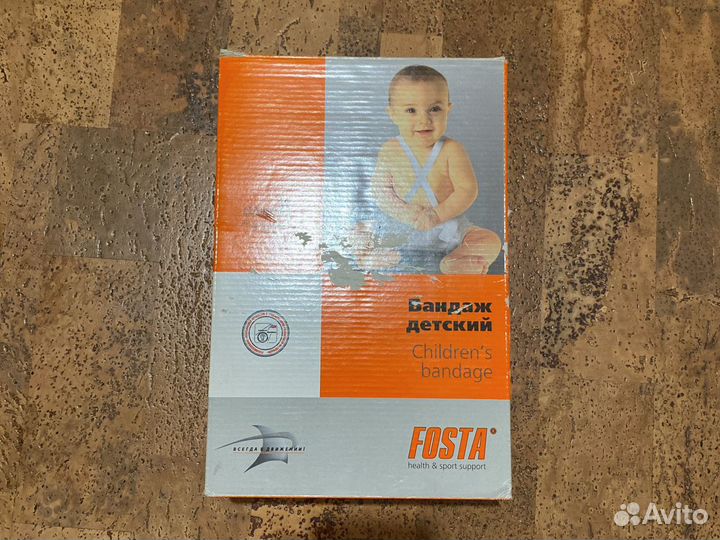 Бандаж
детский
Children's
bandage
ВСЕГДА В ДВИЖЕНИИ!
FOSTA®
health & sport support
Avito